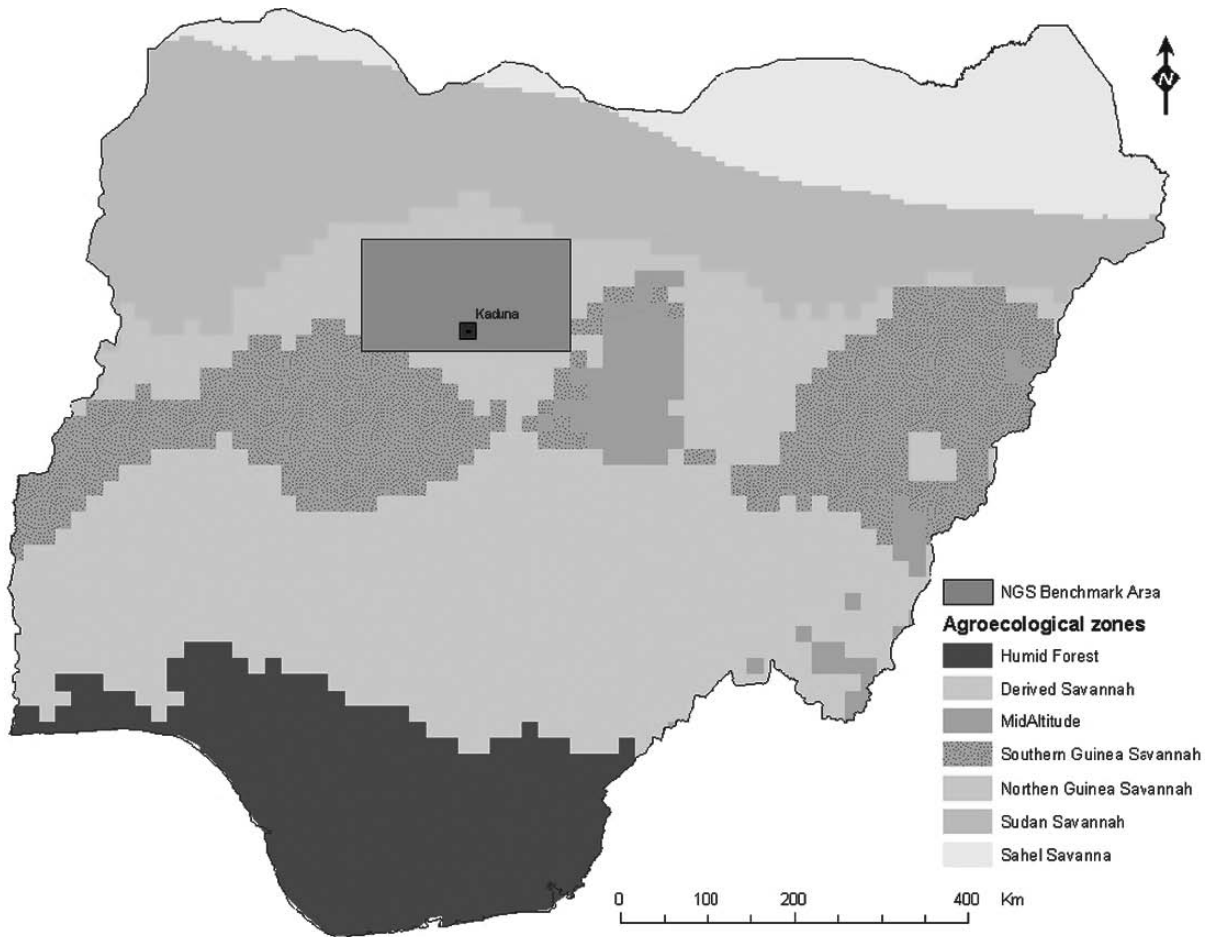 N
Kaduna
NGS Benchmark Area
Agroecological zones
Humid Forest
Derived Savannah
MidAltitude
Southern Guinea Savannah
Northen Guinea Savannah
Sudan Savannah
Sahel Savanna
0 100 200 400 Km